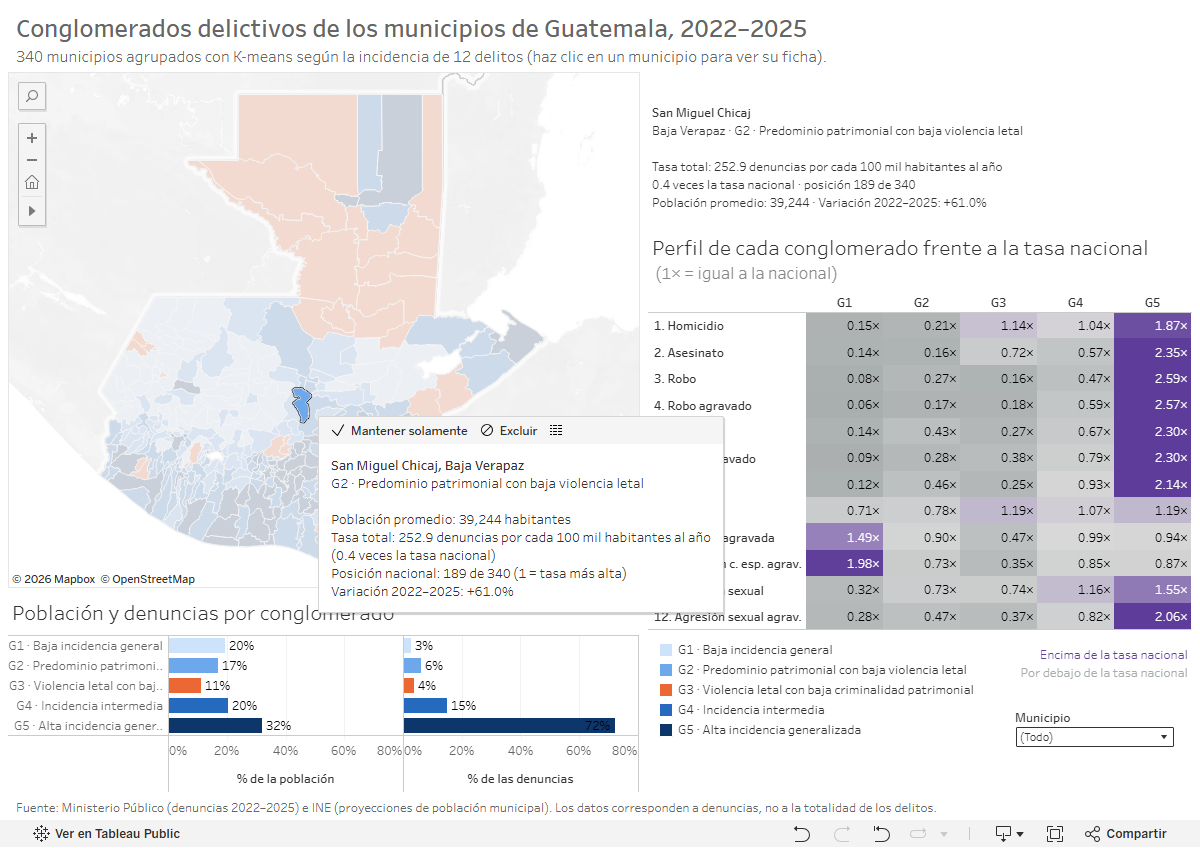 Conglomerados delictivos de los municipios de Guatemala, 2022–2025
340 municipios agrupados con K-means según la incidencia de 12 delitos (haz clic en un municipio para ver su ficha).
San Miguel Chicaj
Baja Verapaz · G2 · Predominio patrimonial con baja violencia letal
Tasa total: 252.9 denuncias por cada 100 mil habitantes al año
0.4 veces la tasa nacional · posición 189 de 340
Población promedio: 39,244 · Variación 2022–2025: +61.0%
Perfil de cada conglomerado frente a la tasa nacional
(1× = igual a la nacional)
G1 G2 G3 G4 G5
1. Homicidio 0.15× 0.21× 1.14× 1.04× 1.87×
2. Asesinato 0.14× 0.16× 0.72× 0.57× 2.35×
3. Robo 0.08× 0.27× 0.16× 0.47× 2.59×
4. Robo agravado 0.06× 0.17× 0.18× 0.59× 2.57×
0.14× 0.43× 0.27× 0.67× 2.30×
avado 0.09× 0.28× 0.38× 0.79× 2.30×
0.12× 0.46× 0.25× 0.93× 2.14×
0.71× 0.78× 1.19× 1.07× 1.19×
agravada 1.49× 0.90× 0.47× 0.99× 0.94×
c. esp. agrav. 1.98× 0.73× 0.35× 0.85× 0.87×
sexual 0.32× 0.73× 0.74× 1.16× 1.55×
12. Agresión sexual agrav. 0.28× 0.47× 0.37× 0.82× 2.06×
Mantener solamente Excluir
San Miguel Chicaj, Baja Verapaz
G2 · Predominio patrimonial con baja violencia letal
Población promedio: 39,244 habitantes
Tasa total: 252.9 denuncias por cada 100 mil habitantes al año
(0.4 veces la tasa nacional)
Posición nacional: 189 de 340 (1 = tasa más alta)
Variación 2022–2025: +61.0%
© 2026 Mapbox © OpenStreetMap
Población y denuncias por conglomerado
G1 · Baja incidencia general 20% 3%
G2 · Predominio patrimoni.. 17% 6%
G3 · Violencia letal con baj.. 11% 4%
G4 · Incidencia intermedia 20% 15%
G5 · Alta incidencia gener.. 32% 72%
0% 20% 40% 60% 80% 0% 20% 40% 60% 80%
% de la población % de las denuncias
G1 · Baja incidencia general
G2 · Predominio patrimonial con baja violencia letal
G3 · Violencia letal con baja criminalidad patrimonial
G4 · Incidencia intermedia
G5 · Alta incidencia generalizada
Encima de la tasa nacional
Por debajo de la tasa nacional
Municipio
(Todo)
Fuente: Ministerio Público (denuncias 2022–2025) e INE (proyecciones de población municipal). Los datos corresponden a denuncias, no a la totalidad de los delitos.
Ver en Tableau Public Compartir